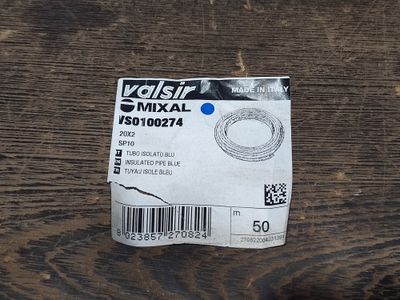 valsir
MADE IN ITALY
MIXAL
VS0100274
20X2
SP10
IT TUBO ISOLATO BLU
INSULATED PIPE BLUE
TUYAU ISOLE BLEU
m
50
8 023857 270824